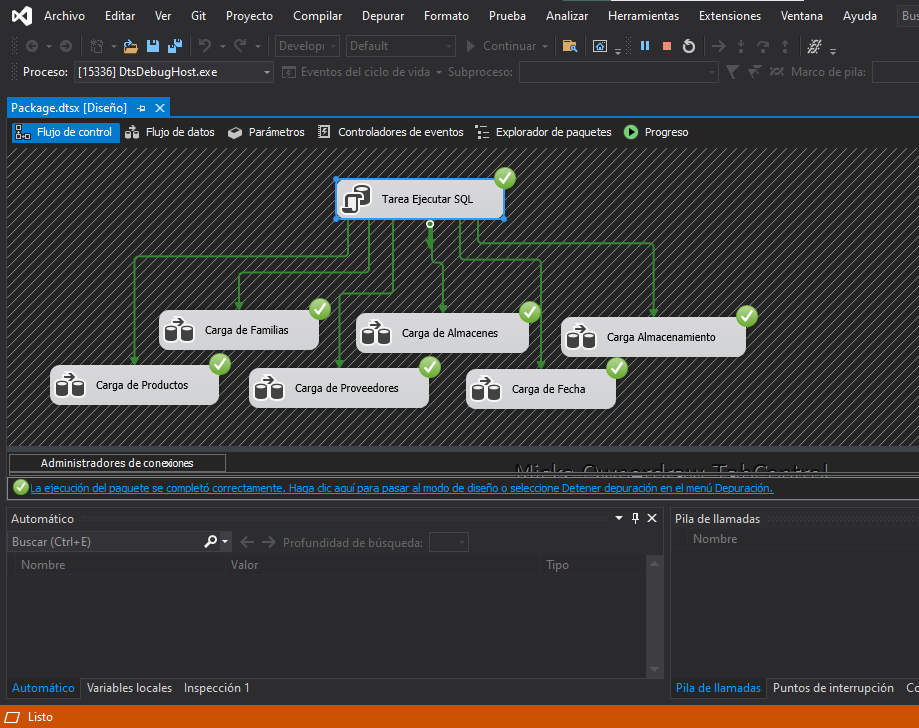 Archivo Editar Ver Git Proyecto Compilar Depurar Formato Prueba Analizar Herramientas Extensiones Ventana Ayuda Bus
Developi Default Continuar
Proceso: [15336] DtsDebugHost.exe Eventos del ciclo de vida Subproceso: Marco de pila:
Package.dtsx [Diseño]
Flujo de control Flujo de datos Parámetros Controladores de eventos Explorador de paquetes Progreso
Tarea Ejecutar SQL
Carga de Familias
Carga de Almacenes
Carga Almacenamiento
Carga de Productos
Carga de Proveedores
Carga de Fecha
Administradores de conexiones
La ejecución del paquete se completó correctamente. Haga clic aquí para pasar al modo de diseño o seleccione Detener depuración en el menú Depuración.
Automático Pila de llamadas
Buscar (Ctrl+E) Profundidad de búsqueda: Nombre
Nombre Valor Tipo
Automático Variables locales Inspección 1 Pila de llamadas Puntos de interrupción Co
Listo